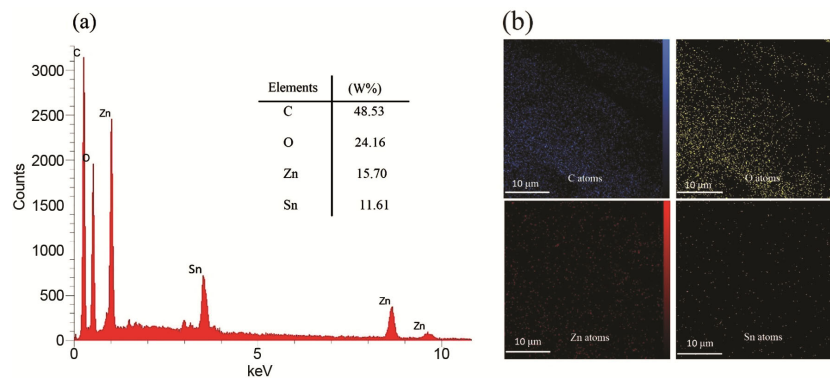 (a)
(b)
C
Zn
O
Sn
Zn
Zn
Counts
3000
2500
2000
1500
1000
500
0
0
5
10
keV
Elements (W%)
C 48.53
O 24.16
Zn 15.70
Sn 11.61
10 μm
C atoms
10 μm
O atoms
10 μm
Zn atoms
10 μm
Sn atoms